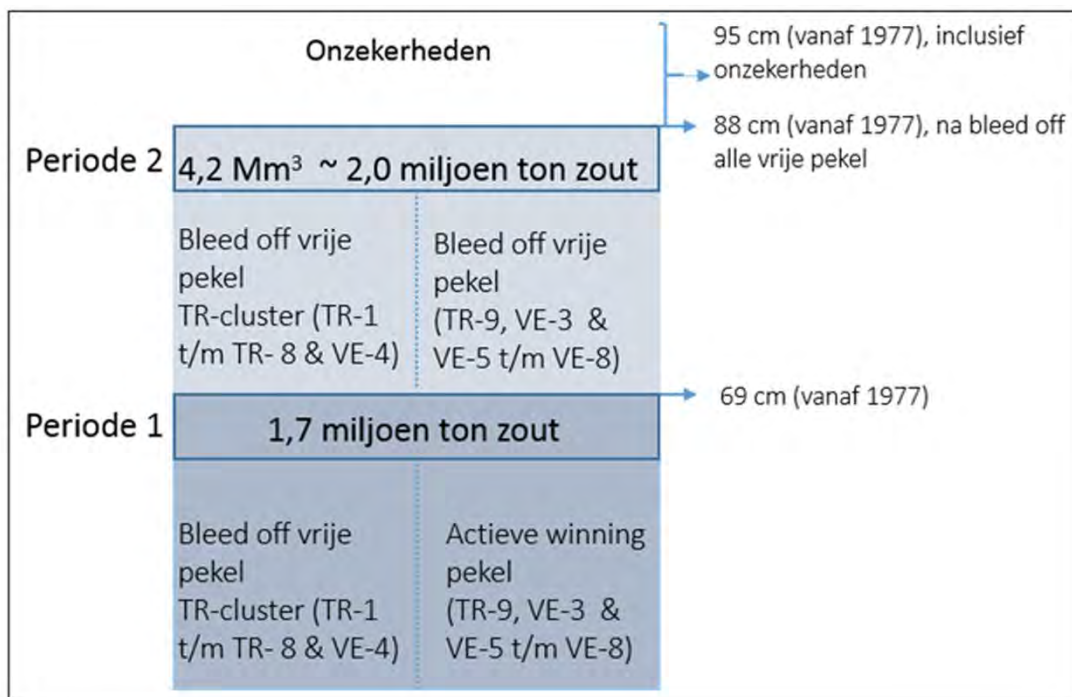 Onzekerheden
95 cm (vanaf 1977), inclusief
onzekerheden
88 cm (vanaf 1977), na bleed off
alle vrije pekel
Periode 2
4,2 Mm³ ~ 2,0 miljoen ton zout
Bleed off vrije
pekel
TR-cluster (TR-1
t/m TR- 8 & VE-4)
Bleed off vrije
pekel
(TR-9, VE-3 &
VE-5 t/m VE-8)
69 cm (vanaf 1977)
Periode 1
1,7 miljoen ton zout
Bleed off vrije
pekel
TR-cluster (TR-1
t/m TR- 8 & VE-4)
Actieve winning
pekel
(TR-9, VE-3 &
VE-5 t/m VE-8)